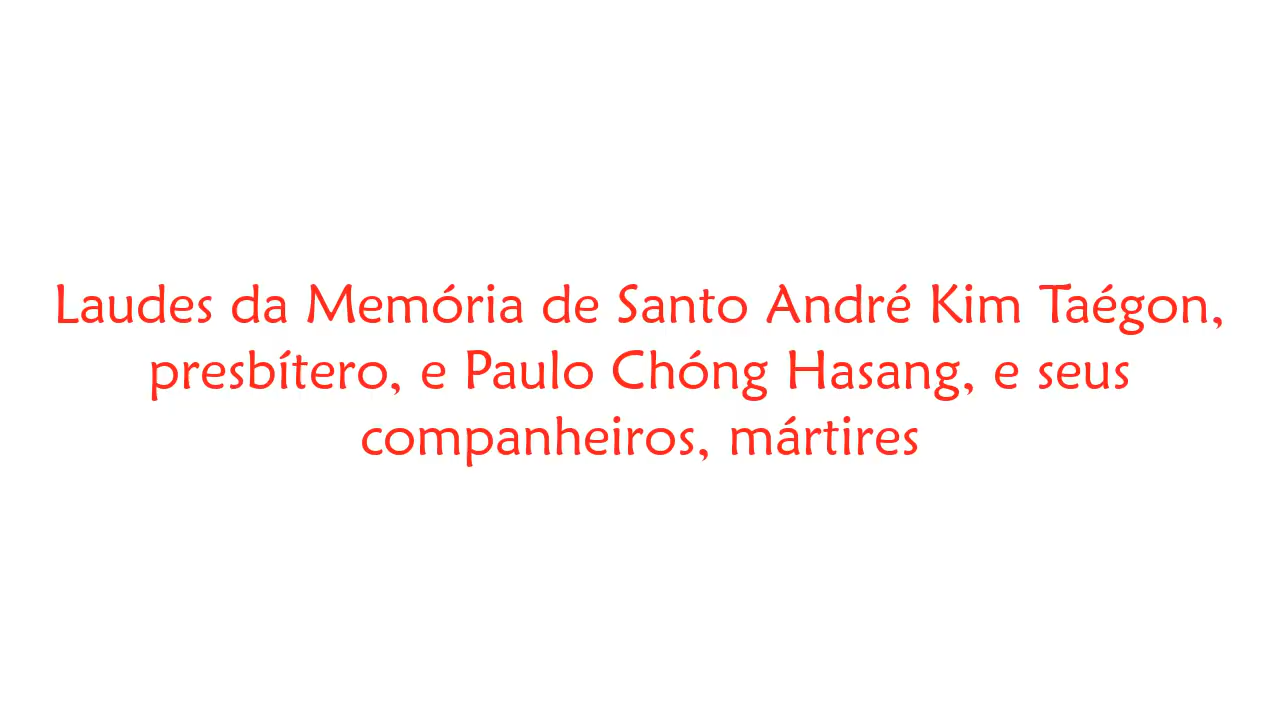 Laudes da Memória de Santo André Kim Taégon,
presbítero, e Paulo Chóng Hasang, e seus
companheiros, mártires